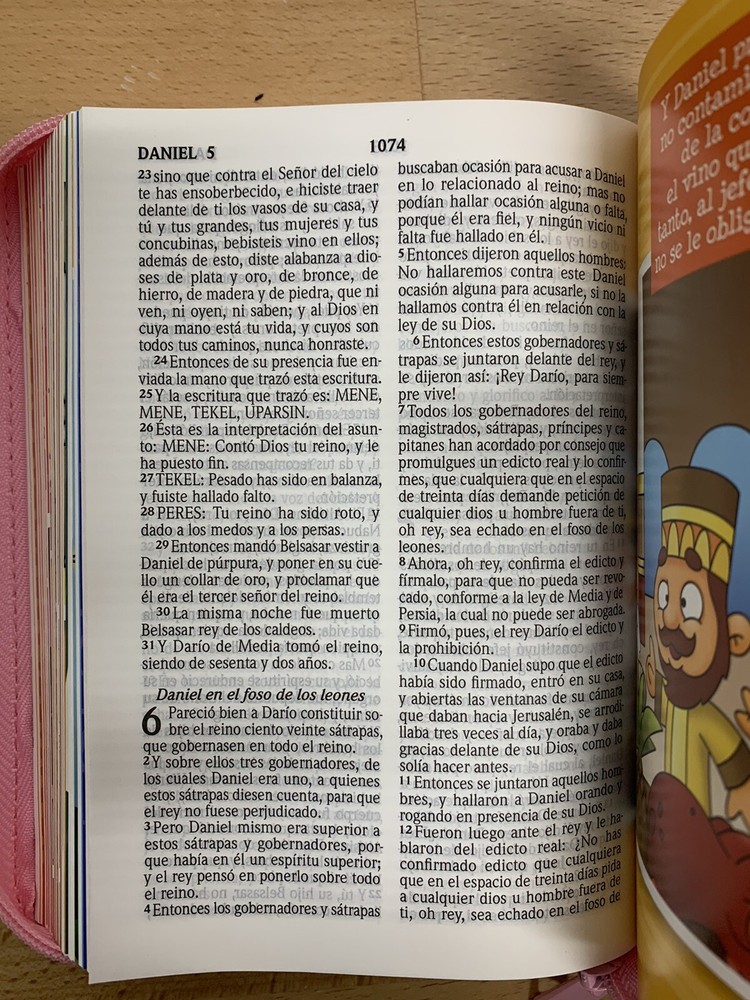 DANIEL 5
1074
23 sino que contra el Señor del cielo
te has ensoberbecido, e hiciste traer
delante de ti los vasos de su casa, y
tú y tus grandes, tus mujeres y tus
concubinas, bebisteis vino en ellos;
además de esto, diste alabanza a dio-
ses de plata y oro, de bronce, de
hierro, de madera y de piedra, que ni
ven, ni oyen, ni saben; y al Dios en
cuya mano está tu vida, y cuyos son
todos tus caminos, nunca honraste.
24 Entonces de su presencia fue en-
viada la mano que trazó esta escritura.
25 Y la escritura que trazó es: MENE,
MENE, TEKEL, UPARSIN.
26 Ésta es la interpretación del asun-
to: MENE: Contó Dios tu reino, y le
ha puesto fin.
27 TEKEL: Pesado has sido en balanza,
y fuiste hallado falto.
28 PERES: Tu reino ha sido roto, y
dado a los medos y a los persas.
29 Entonces mandó Belsasar vestir a
Daniel de púrpura, y poner en su cue-
llo un collar de oro, y proclamar que
él era el tercer señor del reino.
30 La misma noche fue muerto
Belsasar rey de los caldeos.
31 Y Darío de Media tomó el reino,
siendo de sesenta y dos años.
Daniel en el foso de los leones
6 Pareció bien a Darío constituir so-
bre el reino ciento veinte sátrapas,
que gobernasen en todo el reino.
2 Y sobre ellos tres gobernadores, de
los cuales Daniel era uno, a quienes
estos sátrapas diesen cuenta, para que
el rey no fuese perjudicado.
3 Pero Daniel mismo era superior a
estos sátrapas y gobernadores, por-
que había en él un espíritu superior;
y el rey pensó en ponerlo sobre todo
el reino.
4 Entonces los gobernadores y sátrapas
buscaban ocasión para acusar a Daniel
en lo relacionado al reino; mas no
podían hallar ocasión alguna o falta,
porque él era fiel, y ningún vicio ni
falta fue hallado en él.
5 Entonces dijeron aquellos hombres:
No hallaremos contra este Daniel
ocasión alguna para acusarle, si no la
hallamos contra él en relación con la
ley de su Dios.
6 Entonces estos gobernadores y sá-
trapas se juntaron delante del rey, y
le dijeron así: ¡Rey Darío, para siem-
pre vive!
7 Todos los gobernadores del reino,
magistrados, sátrapas, príncipes y ca-
pitanes han acordado por consejo que
promulgues un edicto real y lo confir-
mes, que cualquiera que en el espacio
de treinta días demande petición de
cualquier dios u hombre fuera de ti,
oh rey, sea echado en el foso de los
leones.
8 Ahora, oh rey, confirma el edicto y
fírmalo, para que no pueda ser revo-
cado, conforme a la ley de Media y de
Persia, la cual no puede ser abrogada.
9 Firmó, pues, el rey Darío el edicto y
la prohibición.
10 Cuando Daniel supo que el edicto
había sido firmado, entró en su casa,
y abiertas las ventanas de su cámara
que daban hacia Jerusalén, se arrodi-
llaba tres veces al día, y oraba y daba
gracias delante de su Dios, como lo
solía hacer antes.
11 Entonces se juntaron aquellos hom-
bres, y hallaron a Daniel orando y
rogando en presencia de su Dios.
12 Fueron luego ante el rey y le ha-
blaron del edicto real: ¿No has
confirmado edicto que cualquiera
que en el espacio de treinta días pida
a cualquier dios u hombre fuera de
ti, oh rey, sea echado en el foso de
Y Daniel
no
de la
el vino
tanto, al
no se le